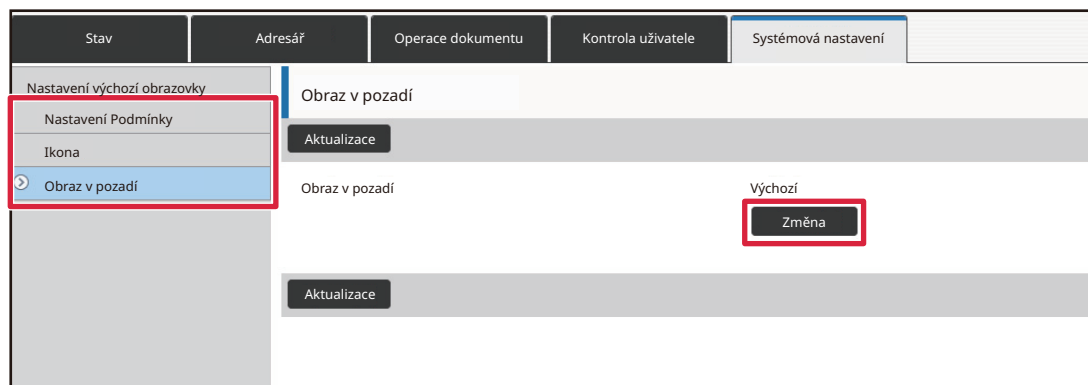 Stav
Adresář
Operace dokumentu
Kontrola uživatele
Systémová nastavení
Nastavení výchozí obrazovky
Nastavení Podmínky
Ikona
Obraz v pozadí
Obraz v pozadí
Aktualizace
Obraz v pozadí
Výchozí
Změna
Aktualizace